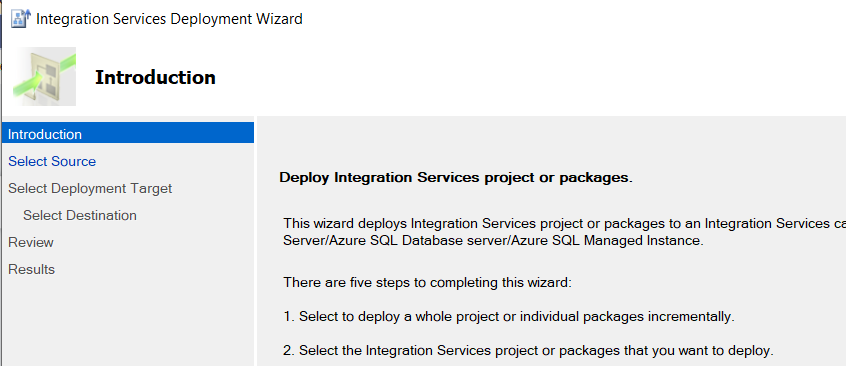 Integration Services Deployment Wizard
Introduction
Introduction
Select Source
Select Deployment Target
Select Destination
Review
Results
Deploy Integration Services project or packages.
This wizard deploys Integration Services project or packages to an Integration Services
Server/Azure SQL Database server/Azure SQL Managed Instance.
There are five steps to completing this wizard:
1. Select to deploy a whole project or individual packages incrementally.
2. Select the Integration Services project or packages that you want to deploy.